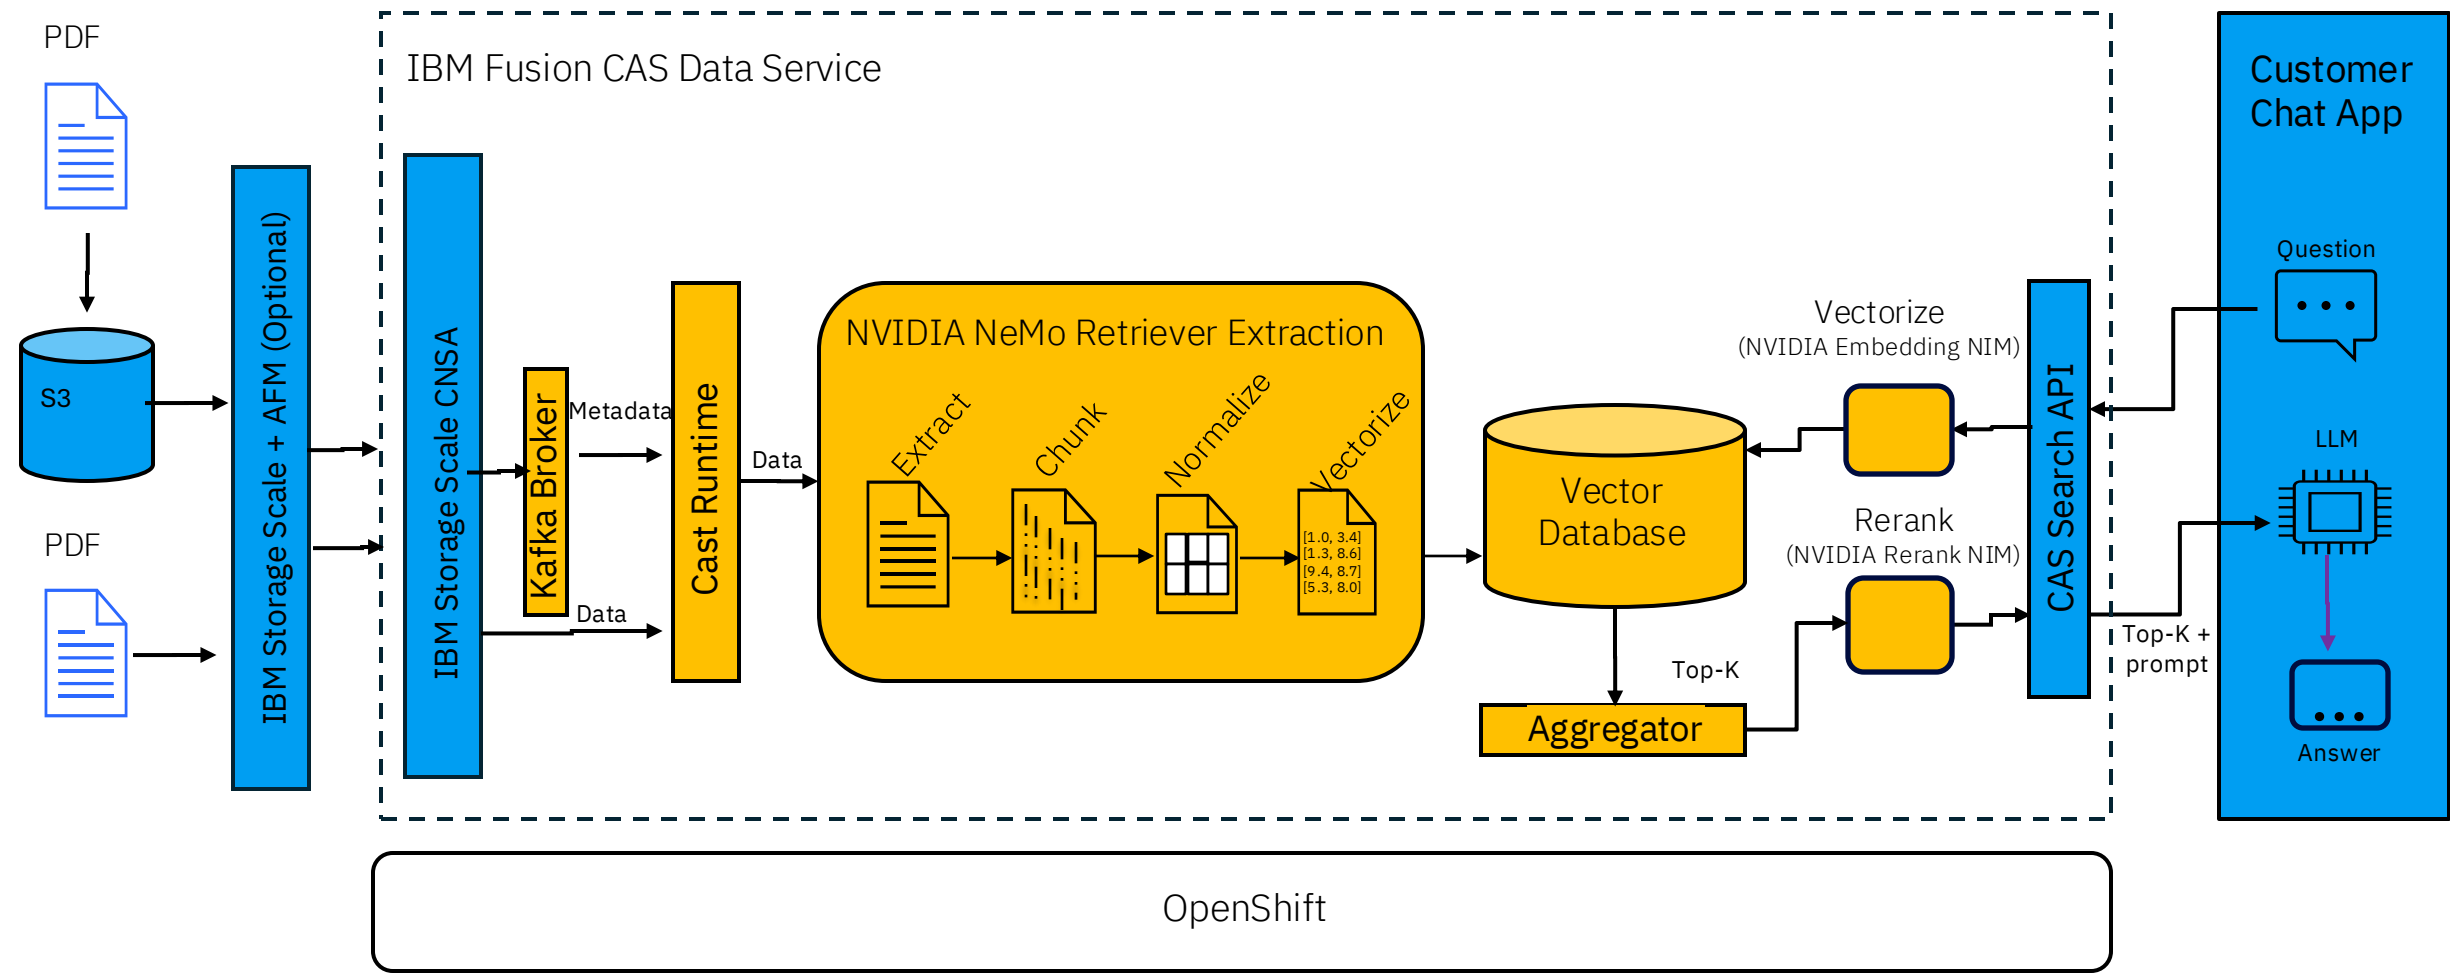 PDF
IBM Fusion CAS Data Service
Customer
Chat App
S3
PDF
IBM Storage Scale + AFM (Optional)
IBM Storage Scale CNSA
Kafka Broker
Metadata
Data
Cast Runtime
Data
NVIDIA NeMo Retriever Extraction
Extract
Chunk
Normalize
Vectorize
[1.0, 3.4]
[1.3, 8.6]
[9.4, 8.7]
[5.3, 8.0]
Vector
Database
Aggregator
Top-K
Vectorize
(NVIDIA Embedding NIM)
Rerank
(NVIDIA Rerank NIM)
CAS Search API
Top-K +
prompt
Question
LLM
Answer
OpenShift